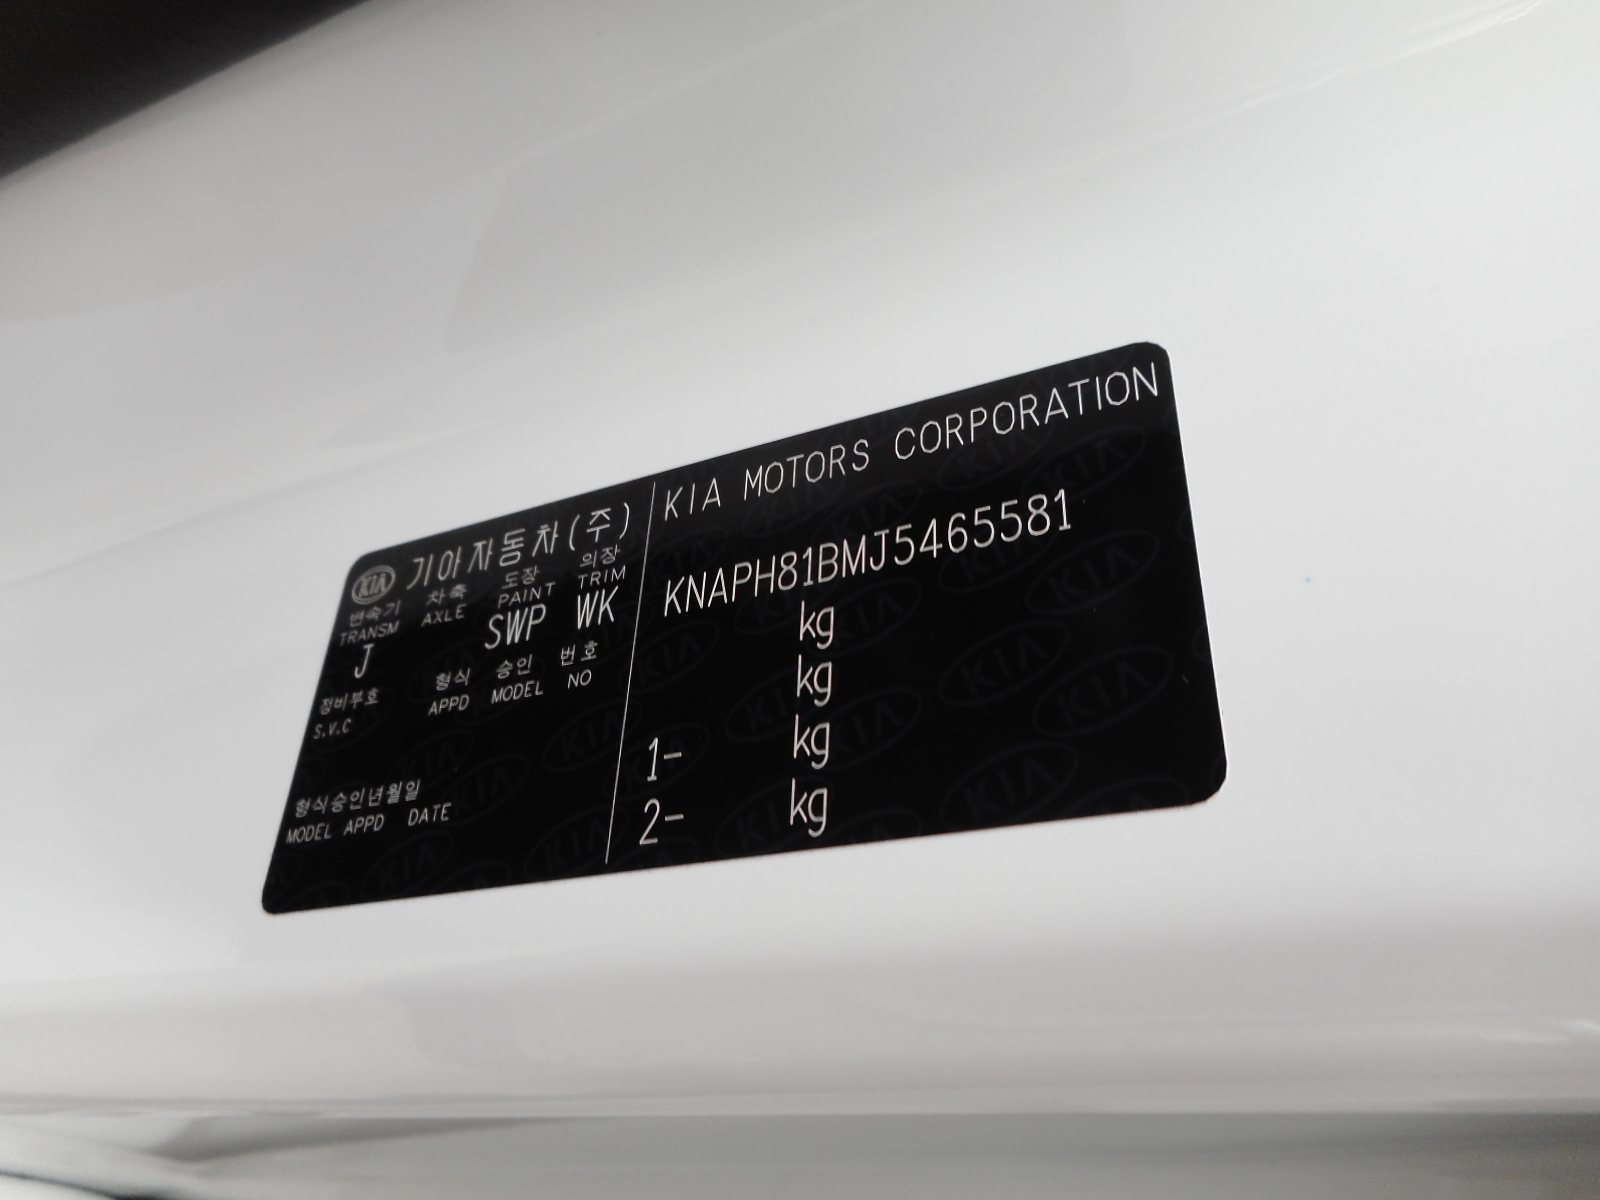 KIA 기아자동차(주)
변속기 차축 도장 의장
TRANSM AXLE PAINT TRIM
J SWP WK
정비부호 형식 승인 번호
S.V.C APPD MODEL NO
형식승인년월일
MODEL APPD DATE
KIA MOTORS CORPORATION
KNAPH81BMJ5465581
kg
kg
1- kg
2- kg